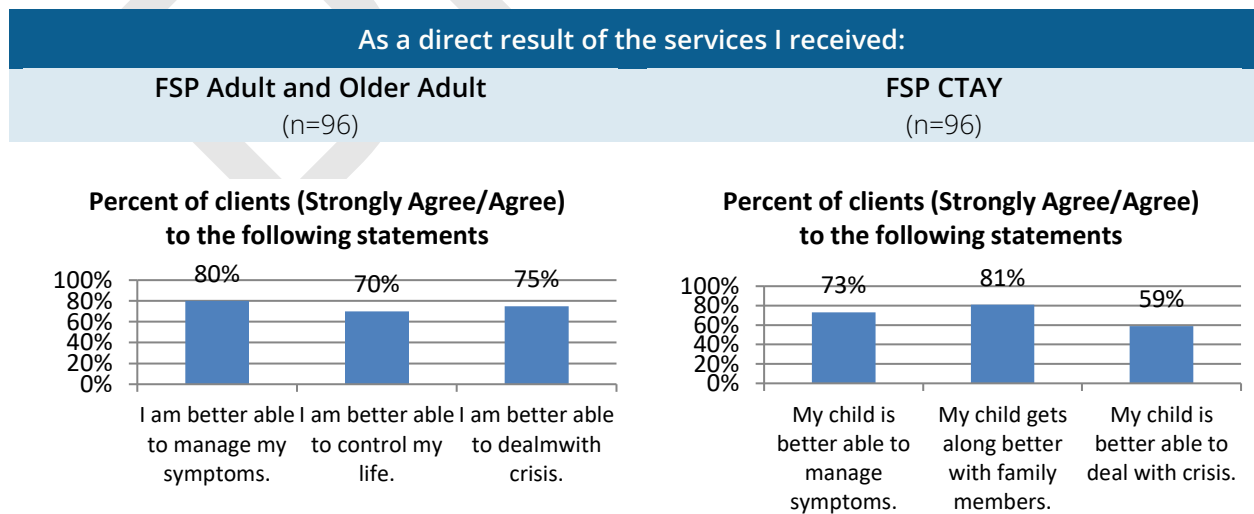 As a direct result of the services I received:
FSP Adult and Older Adult
(n=96)
FSP CTAY
(n=96)
Percent of clients (Strongly Agree/Agree)
to the following statements
100%
80%
60%
40%
20%
0%
80%
70%
75%
I am better able
to manage my
symptoms.
I am better able
to control my
life.
I am better able
to dealmwith
crisis.
Percent of clients (Strongly Agree/Agree)
to the following statements
100%
80%
60%
40%
20%
0%
73%
81%
59%
My child is
better able to
manage
symptoms.
My child gets
along better
with family
members.
My child is
better able to
deal with crisis.